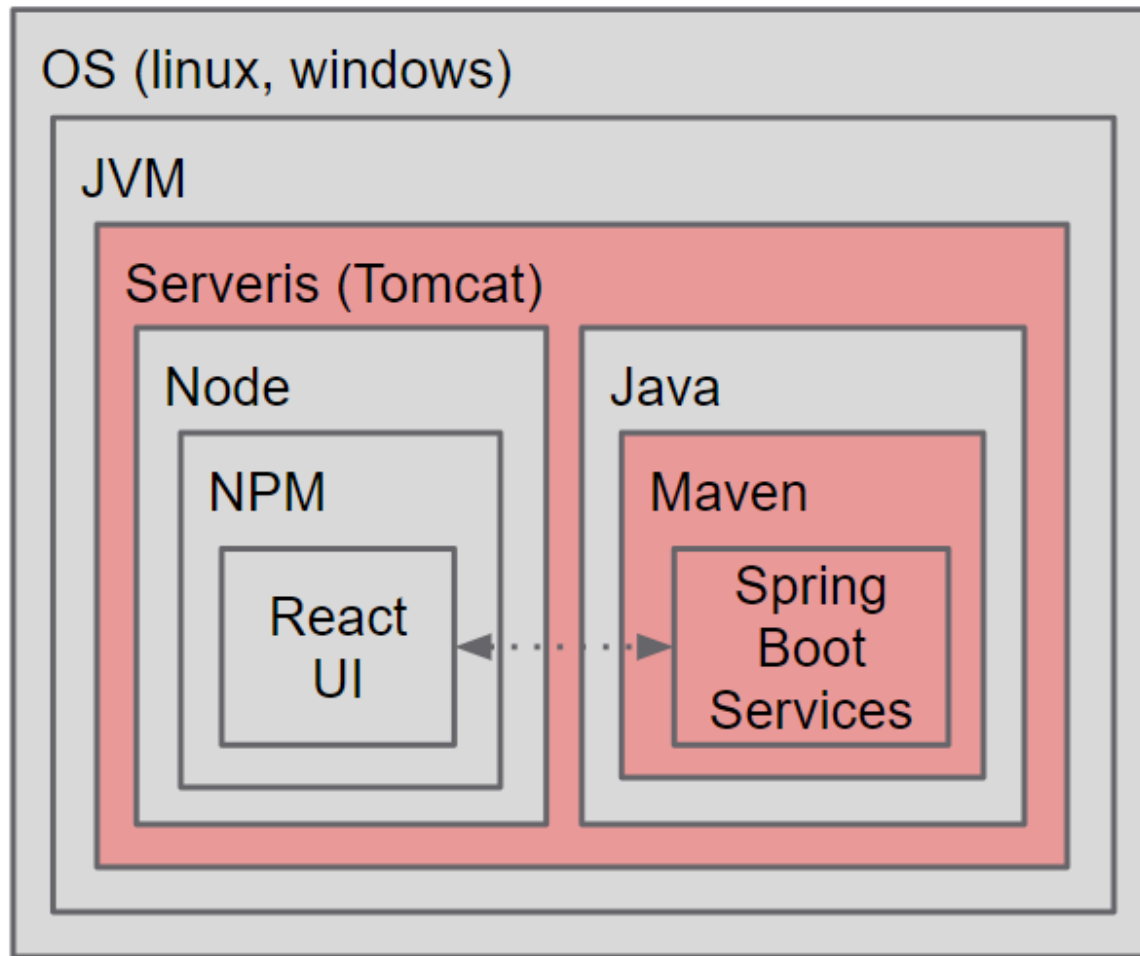 OS (linux, windows)
JVM
Serveris (Tomcat)
Node
NPM
React
UI
Java
Maven
Spring
Boot
Services